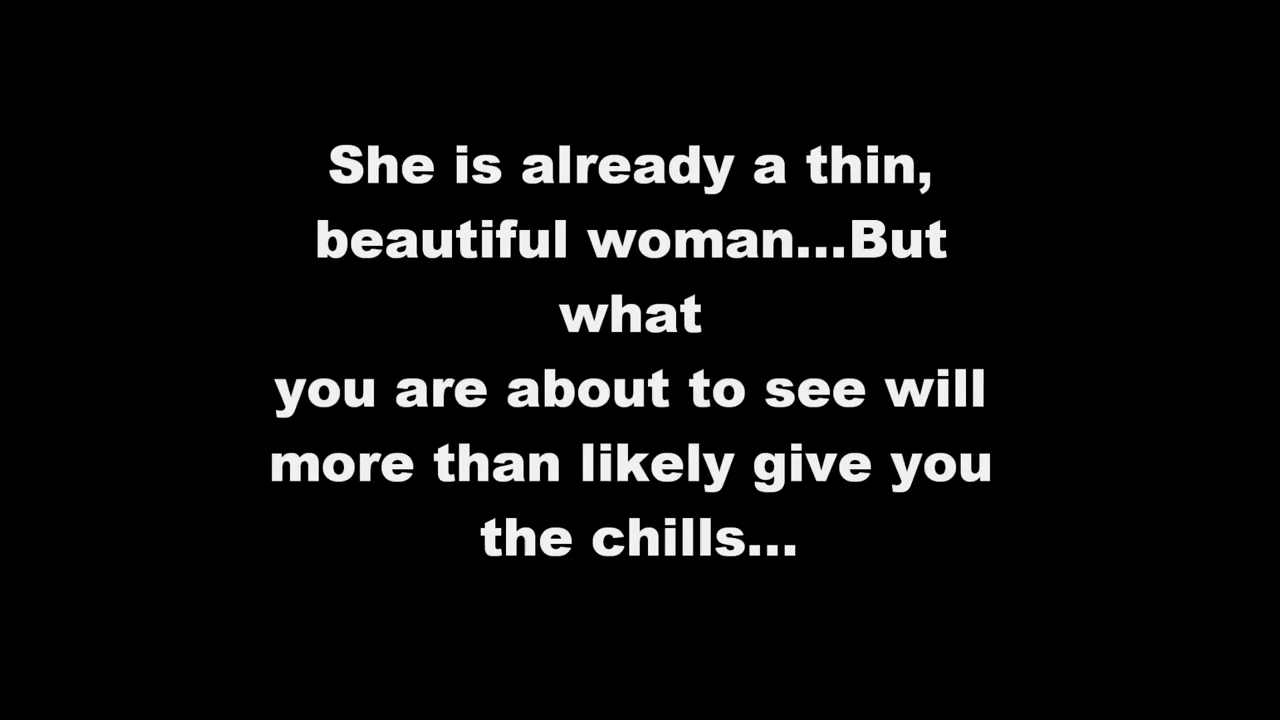 She is already a thin,
beautiful woman...But
what
you are about to see will
more than likely give you
the chills...